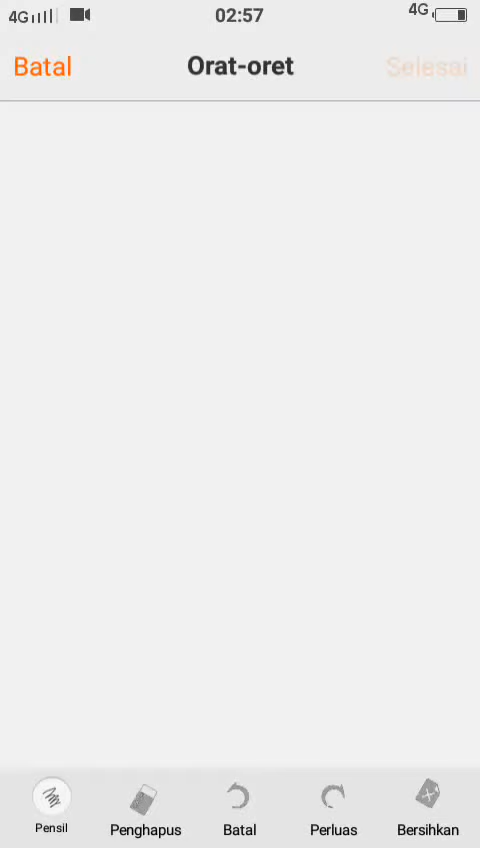 4G 02:57 4G
Batal Orat-oret Selesai
Pensil Penghapus Batal Perluas Bersihkan